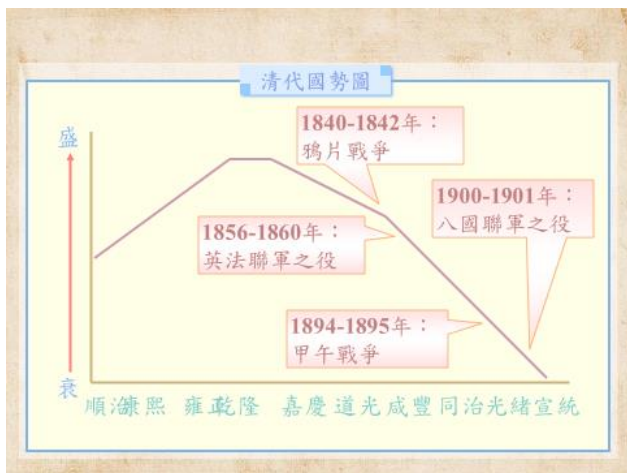 清代國勢圖
盛
1840-1842年：
鴉片戰爭
1900-1901年：
八國聯軍之役
1856-1860年：
英法聯軍之役
1894-1895年：
甲午戰爭
衰
順治康熙 雍正乾隆 嘉慶道光咸豐同治光緒宣統